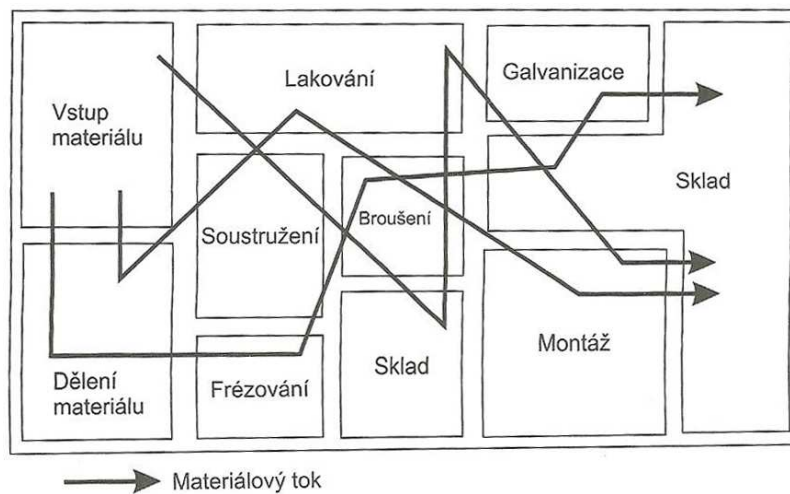 Vstup
materiálu
Lakování
Galvanizace
Soustružení
Broušení
Sklad
Dělení
materiálu
Frézování
Sklad
Montáž
Materiálový tok